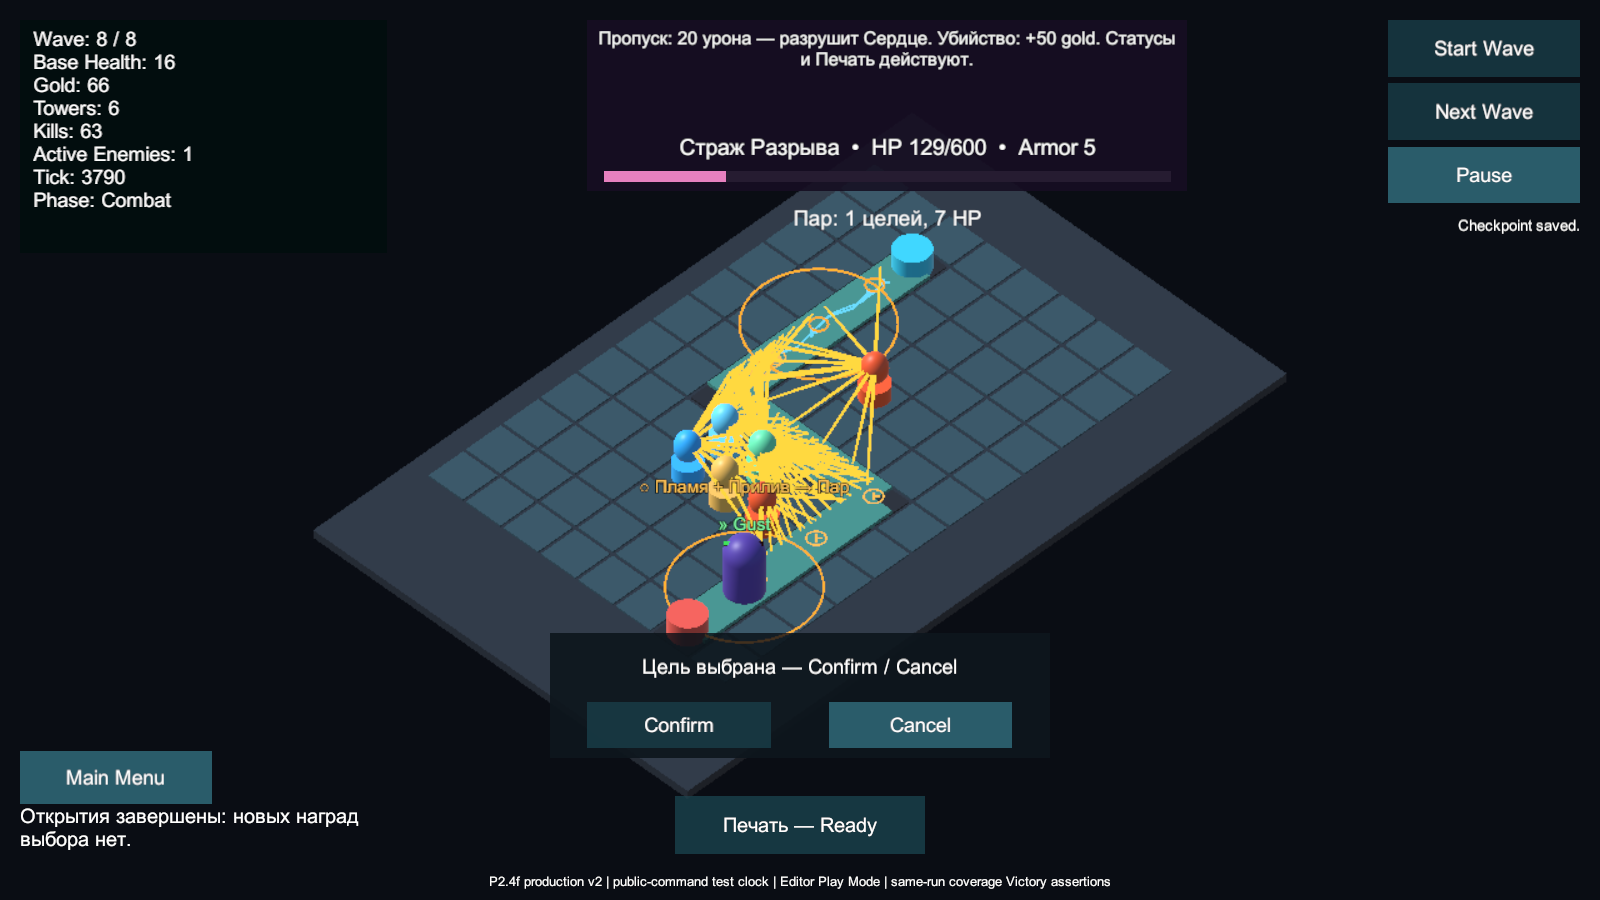 Wave: 8 / 8
Base Health: 16
Gold: 66
Towers: 6
Kills: 63
Active Enemies: 1
Tick: 3790
Phase: Combat
Пропуск: 20 урона — разрушит Сердце. Убийство: +50 gold. Статусы
и Печать действуют.
Страж Разрыва • HP 129/600 • Armor 5
Пар: 1 целей, 7 HP
Start Wave
Next Wave
Pause
Checkpoint saved.
○ Пламя + Прилив — Пар
» Gust
Цель выбрана — Confirm / Cancel
Confirm
Cancel
Main Menu
Открытия завершены: новых наград
выбора нет.
Печать — Ready
P2.4f production v2 | public-command test clock | Editor Play Mode | same-run coverage Victory assertions